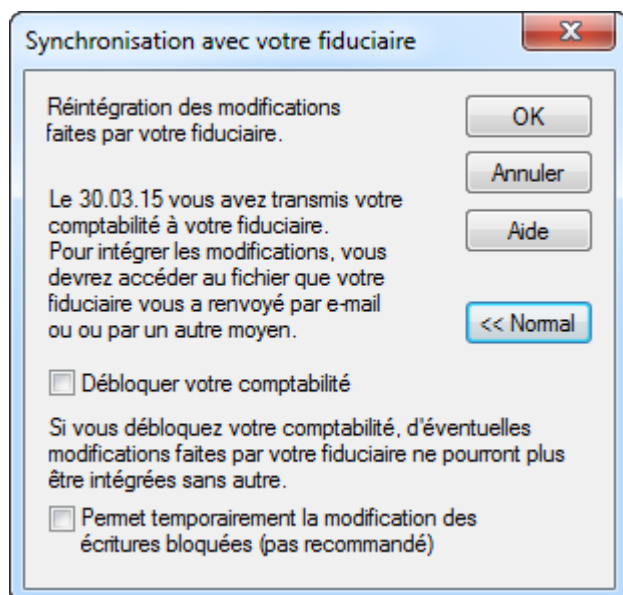 Synchronisation avec votre fiduciaire
Réintégration des modifications
faites par votre fiduciaire.
OK
Annuler
Le 30.03.15 vous avez transmis votre
comptabilité à votre fiduciaire.
Pour intégrer les modifications, vous
devrez accéder au fichier que votre
fiduciaire vous a renvoyé par e-mail
ou ou par un autre moyen.
Aide
<< Normal
Débloquer votre comptabilité
Si vous débloquez votre comptabilité, d'éventuelles
modifications faites par votre fiduciaire ne pourront plus
être intégrées sans autre.
Permet temporairement la modification des
écritures bloquées (pas recommandé)